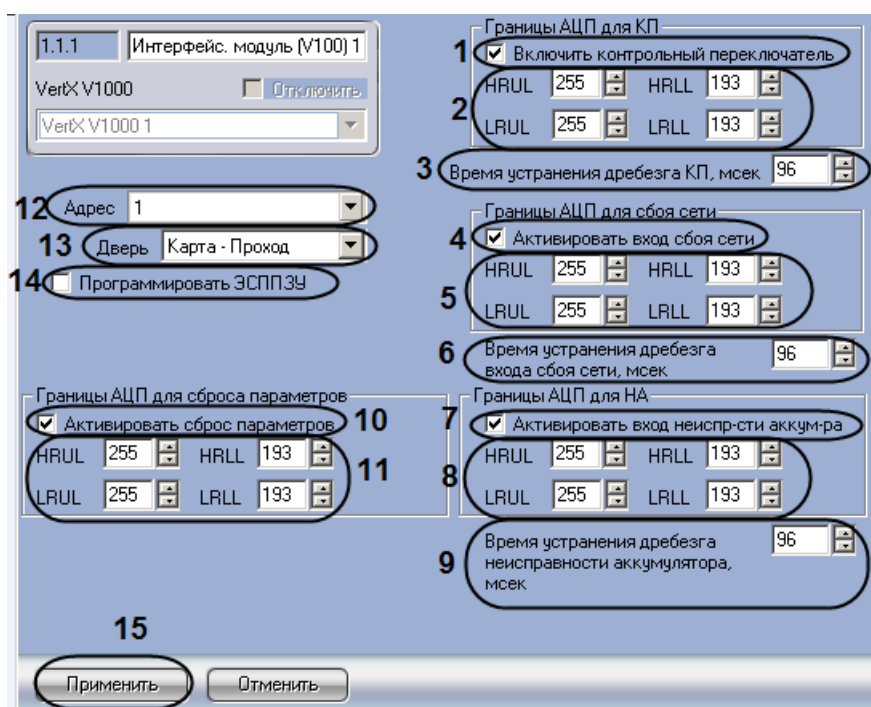 1.1.1 Интерфейс. модуль (V100) 1
VertX V1000 Отключить
VertX V1000 1
12 Адрес 1
13 Дверь Карта - Проход
14 Программировать ЭСППЗУ
Границы АЦП для КП
1 Включить контрольный переключатель
HRUL 255 HRLL 193
2
LRUL 255 LRLL 193
3 Время устранения дребезга КП, мсек 96
Границы АЦП для сбоя сети
4 Активировать вход сбоя сети
HRUL 255 HRLL 193
5
LRUL 255 LRLL 193
6 Время устранения дребезга 96
входа сбоя сети, мсек
Границы АЦП для сброса параметров
Активировать сброс параметров 10
HRUL 255 HRLL 193
11
LRUL 255 LRLL 193
Границы АЦП для НА
7 Активировать вход неиспр-сти аккум-ра
HRUL 255 HRLL 193
8
LRUL 255 LRLL 193
Время устранения дребезга 96
9 неисправности аккумулятора,
мсек
15
Применить Отменить